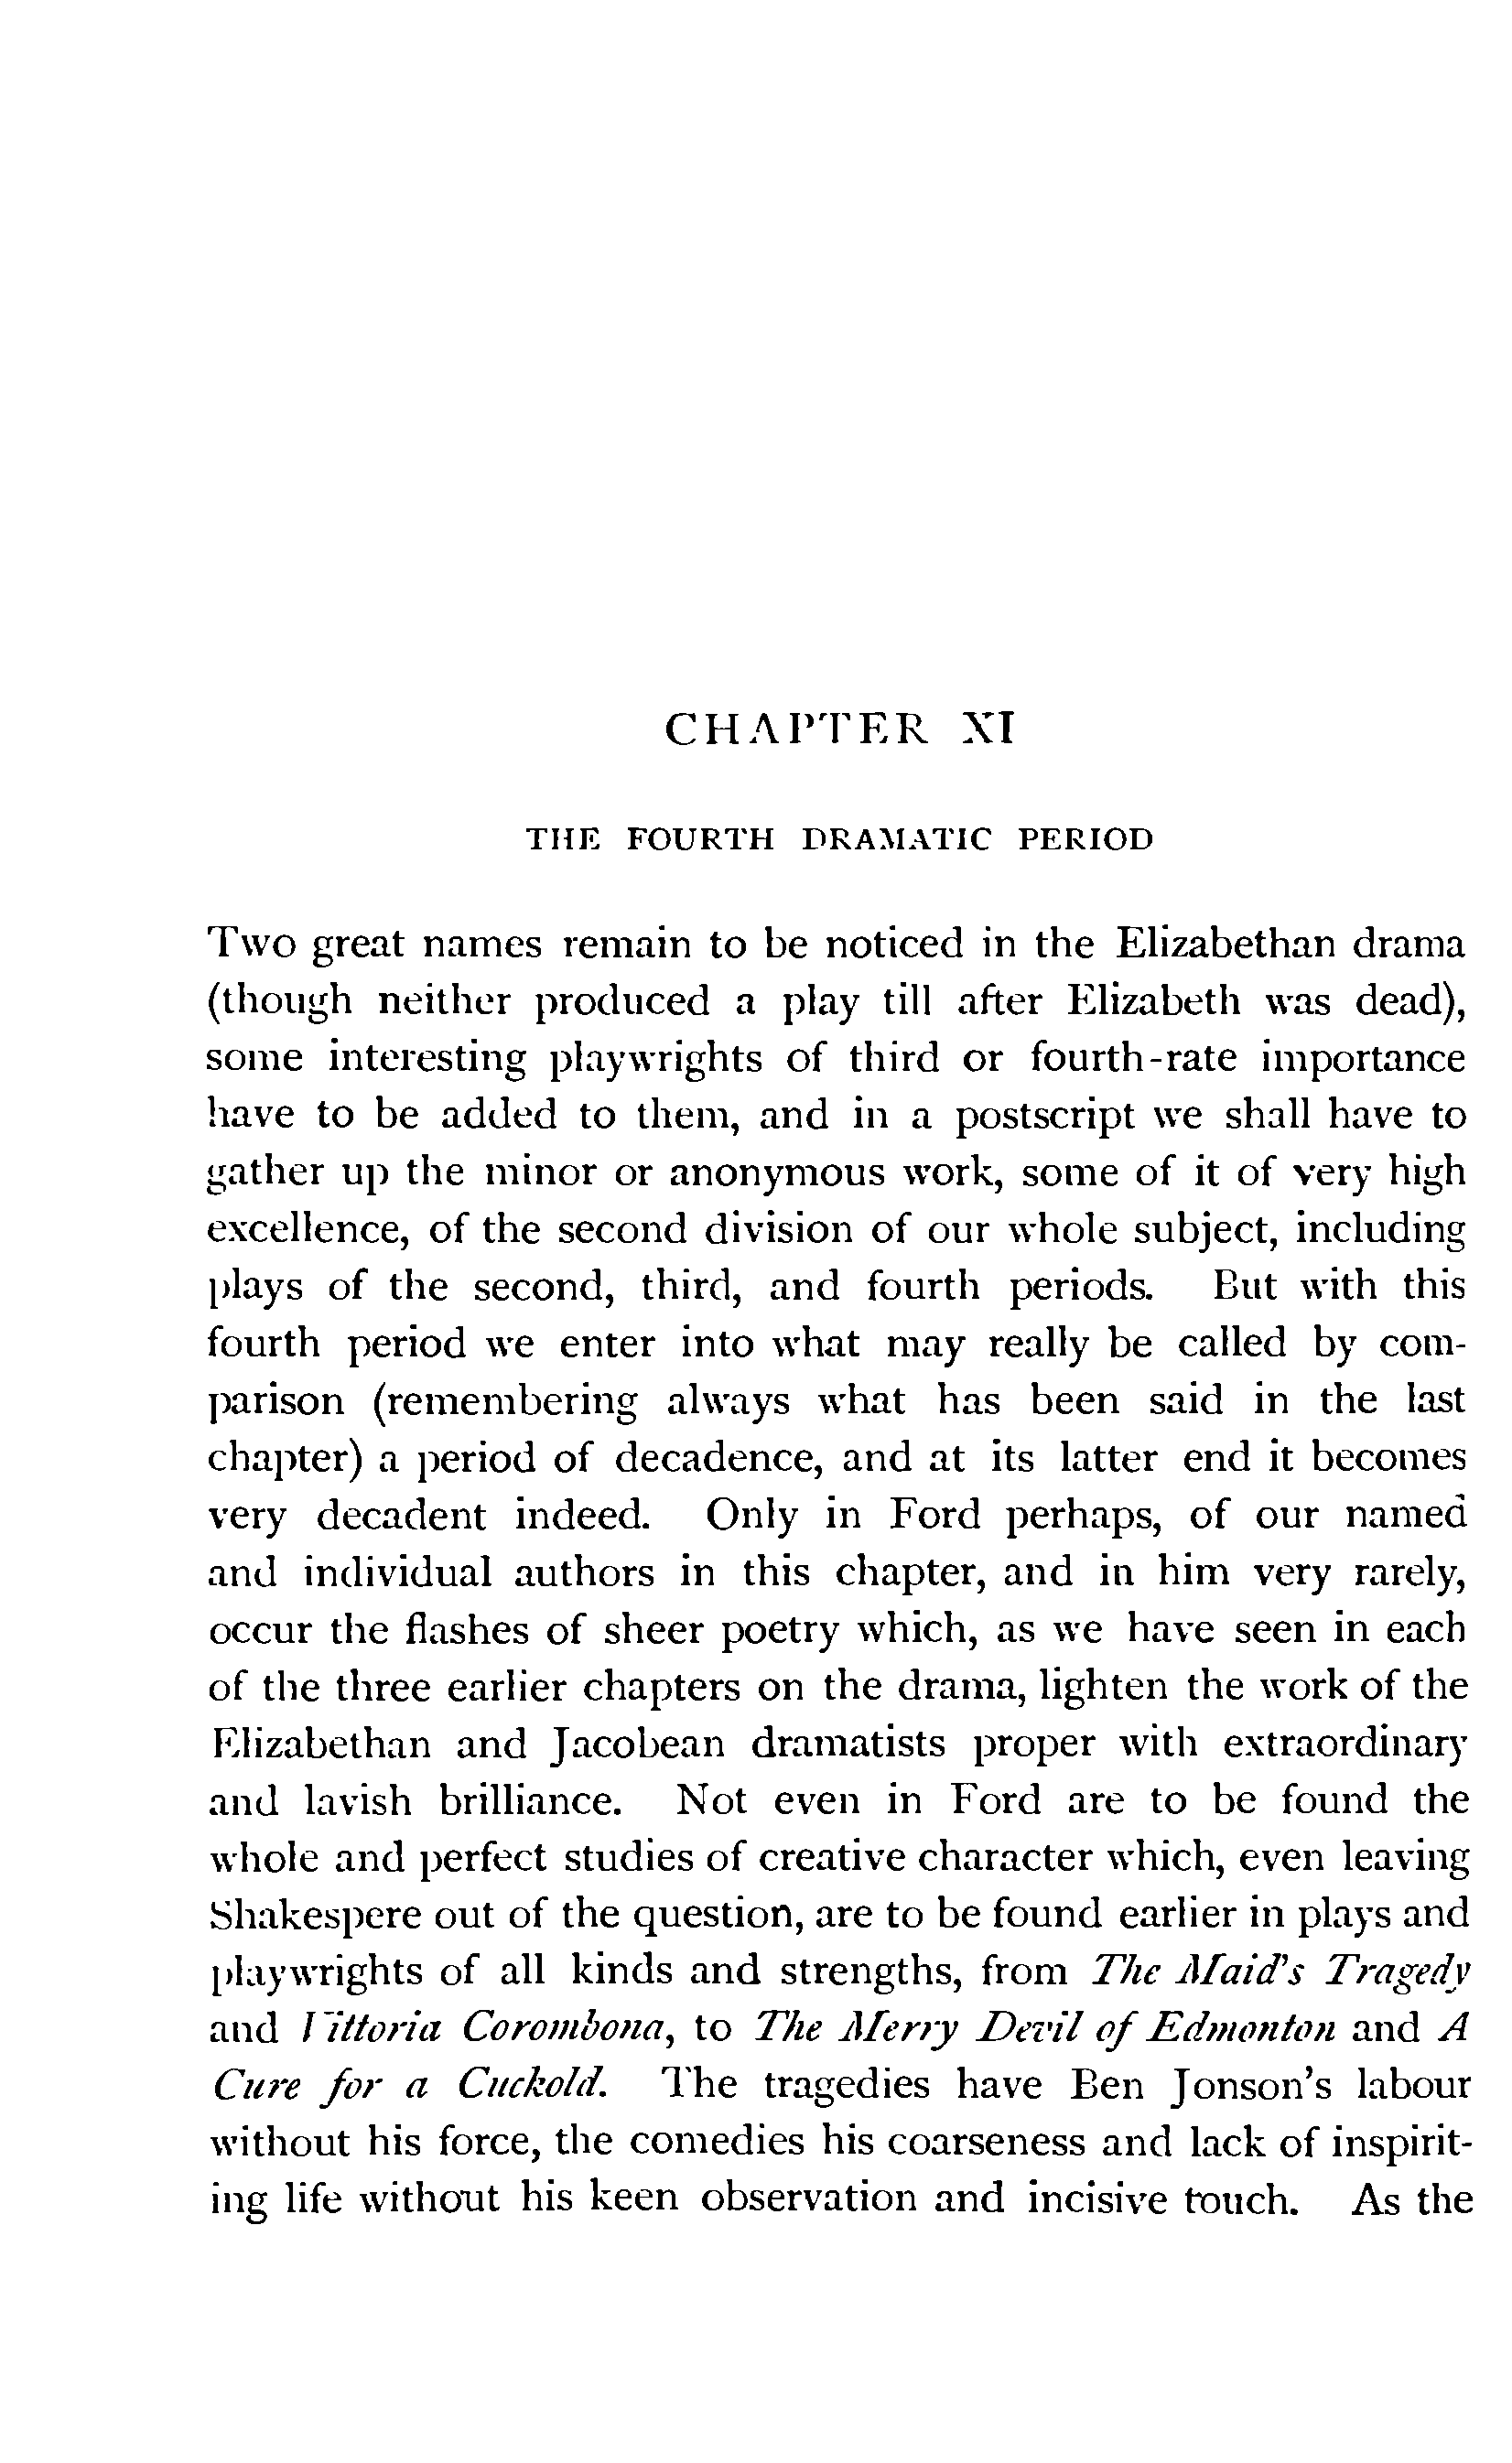 CHAPTER XI
THE FOURTH DRAMATIC PERIOD
Two great names remain to be noticed in the Elizabethan drama
(though neither produced a play till after Elizabeth was dead),
some interesting playwrights of third or fourth-rate importance
have to be added to them, and in a postscript we shall have to
gather up the minor or anonymous work, some of it of very high
excellence, of the second division of our whole subject, including
plays of the second, third, and fourth periods. But with this
fourth period we enter into what may really be called by com-
parison (remembering always what has been said in the last
chapter) a period of decadence, and at its latter end it becomes
very decadent indeed. Only in Ford perhaps, of our named
and individual authors in this chapter, and in him very rarely,
occur the flashes of sheer poetry which, as we have seen in each
of the three earlier chapters on the drama, lighten the work of the
Elizabethan and Jacobean dramatists proper with extraordinary
and lavish brilliance. Not even in Ford are to be found the
whole and perfect studies of creative character which, even leaving
Shakespere out of the question, are to be found earlier in plays and
playwrights of all kinds and strengths, from The Maid's Tragedy
and Vittoria Corombona, to The Merry Devil of Edmonton and A
Cure for a Cuckold. The tragedies have Ben Jonson's labour
without his force, the comedies his coarseness and lack of inspirit-
ing life without his keen observation and incisive touch. As the